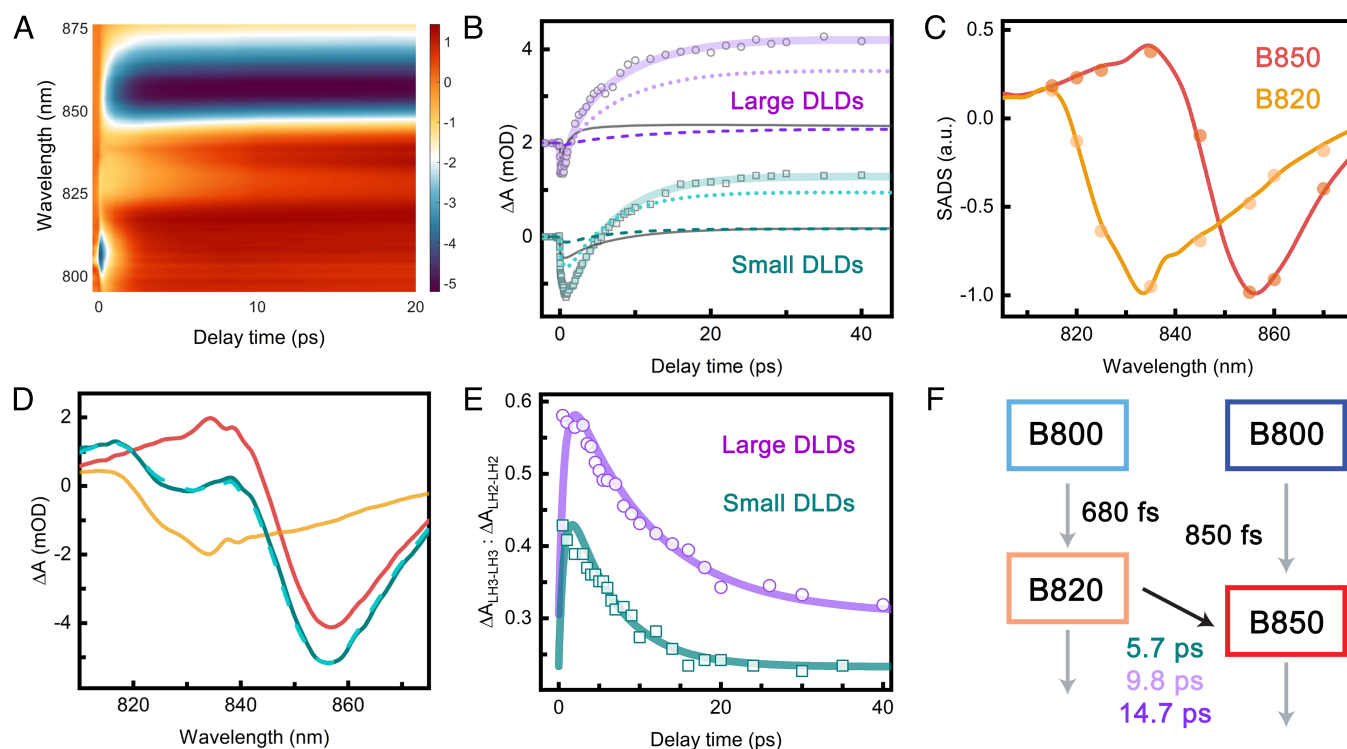 A
875
850
825
800
Wavelength (nm)
0
10
20
Delay time (ps)
1
0
-1
-2
-3
-4
-5
B
4
2
0
ΔA (mOD)
Large DLDs
Small DLDs
0
20
40
Delay time (ps)
C
0.5
0.0
-0.5
-1.0
SADS (a.u.)
B850
B820
820
840
860
Wavelength (nm)
D
2
0
-2
-4
ΔA (mOD)
820
840
860
Wavelength (nm)
E
0.6
0.5
0.4
0.3
ΔA LH3-LH3 : ΔA LH2-LH2
Large DLDs
Small DLDs
0
20
40
Delay time (ps)
F
B800
B800
680 fs
850 fs
B820
B850
5.7 ps
9.8 ps
14.7 ps